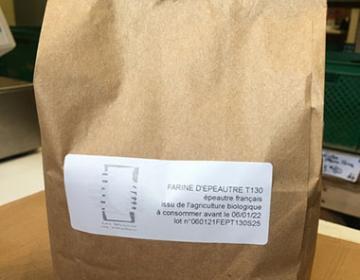 FARINE D'EPEAUTRE T130
épeautre français
issu de l'agriculture biologique
à consommer avant le 06/01/22
lot n°060121FEPT130S25